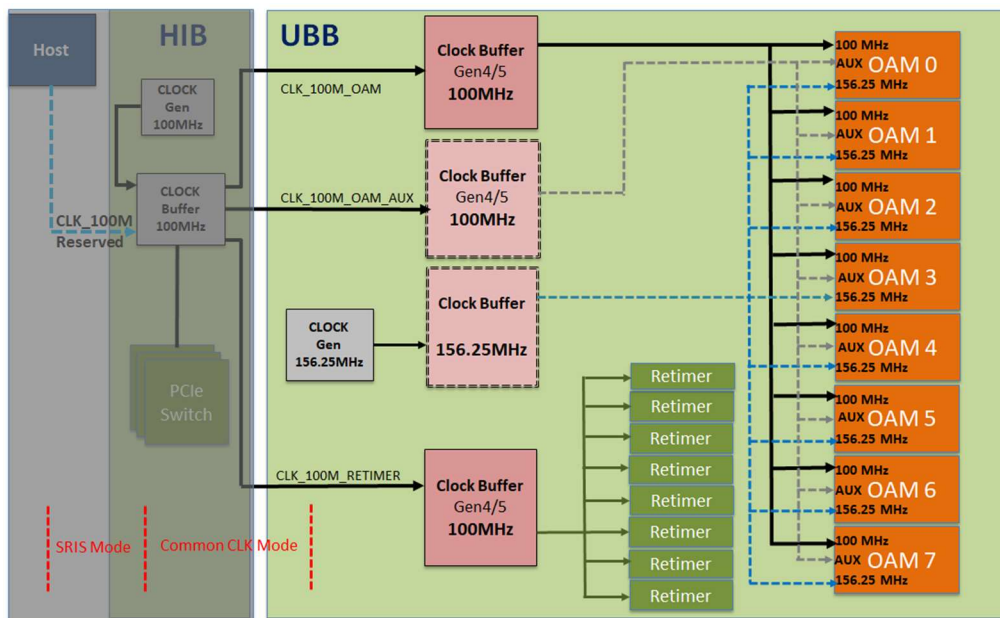 Host
HIB
CLOCK
Gen
100MHz
CLOCK
Buffer
100MHz
CLK_100M
Reserved
PCIe
Switch
SRIS Mode
Common CLK Mode
UBB
CLK_100M_OAM
CLK_100M_OAM_AUX
CLK_100M_RETIMER
Clock Buffer
Gen4/5
100MHz
Clock Buffer
Gen4/5
100MHz
CLOCK
Gen
156.25MHz
Clock Buffer
156.25MHz
Clock Buffer
Gen4/5
100MHz
Retimer
Retimer
Retimer
Retimer
Retimer
Retimer
Retimer
Retimer
100 MHz
AUX OAM 0
156.25 MHz
100 MHz
AUX OAM 1
156.25 MHz
100 MHz
AUX OAM 2
156.25 MHz
100 MHz
AUX OAM 3
156.25 MHz
100 MHz
AUX OAM 4
156.25 MHz
100 MHz
AUX OAM 5
156.25 MHz
100 MHz
AUX OAM 6
156.25 MHz
100 MHz
AUX OAM 7
156.25 MHz